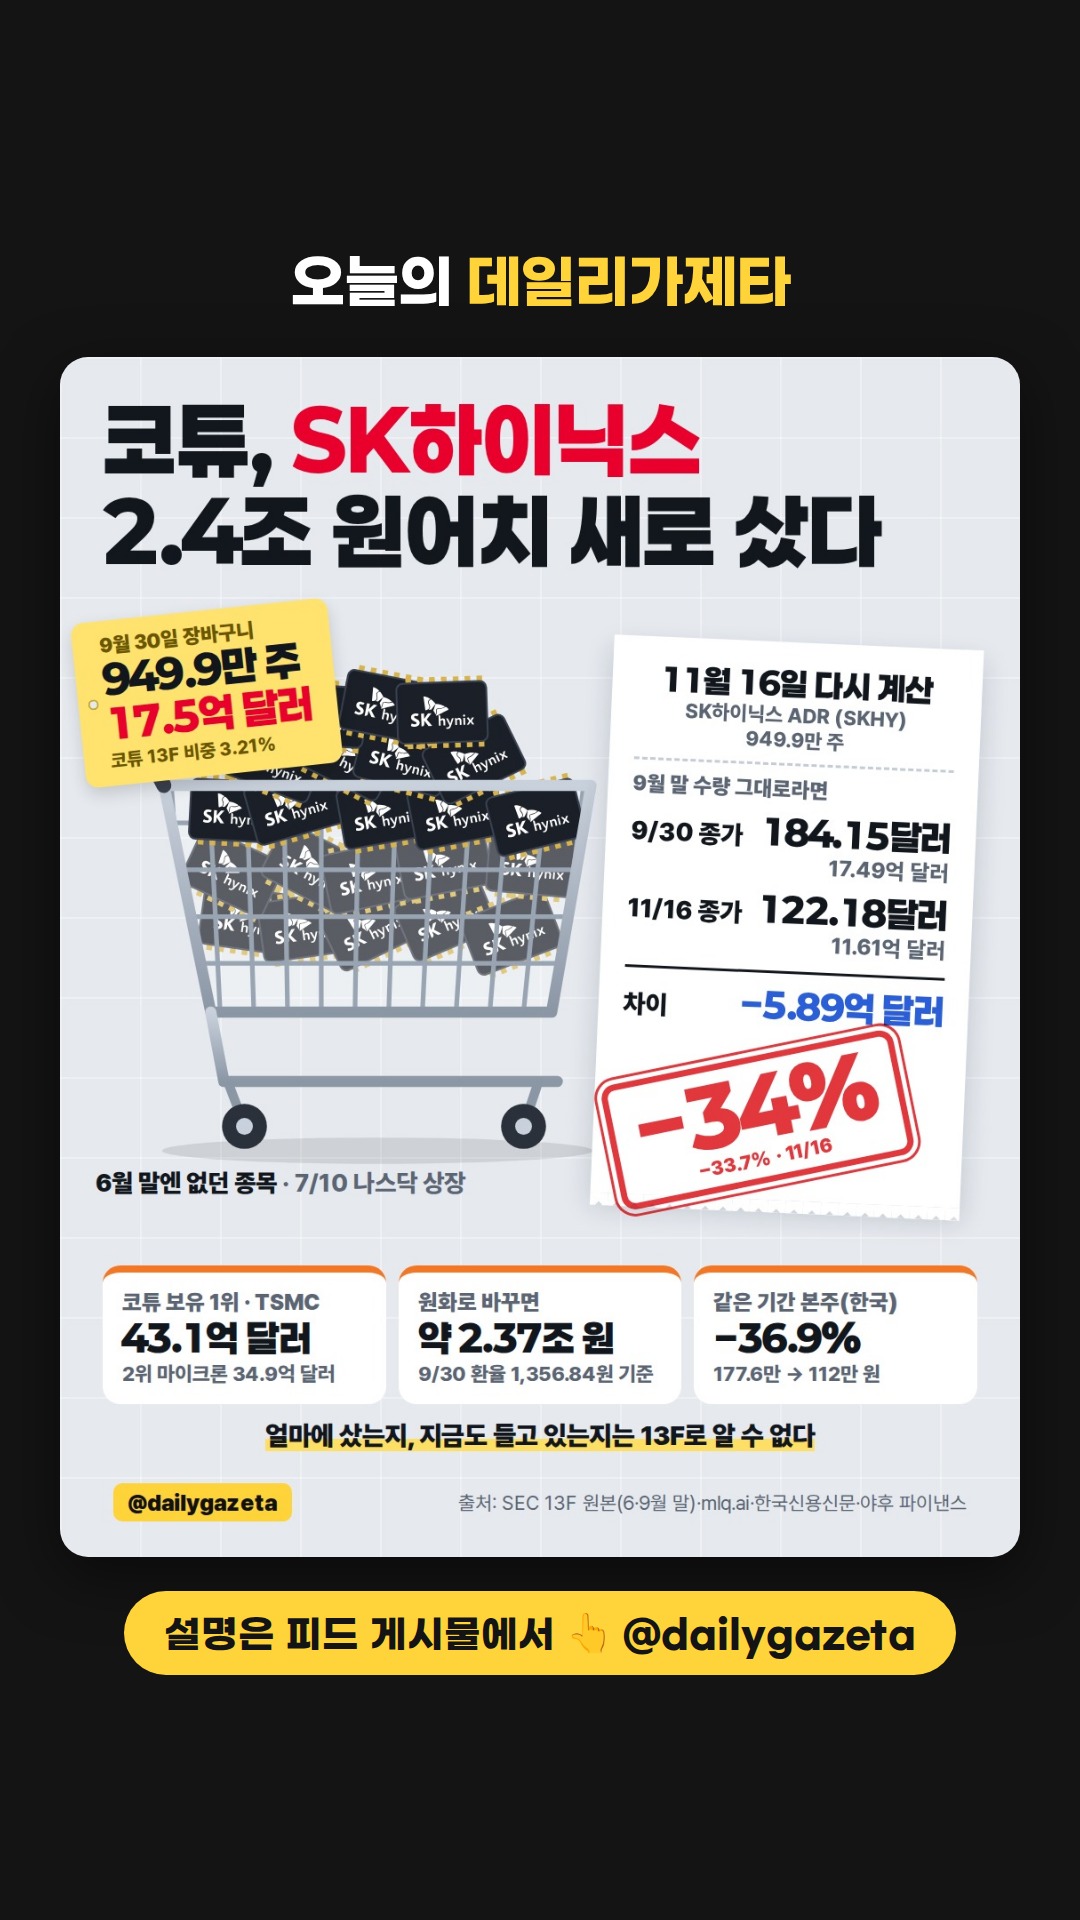 오늘의 데일리가제타
코튜, SK하이닉스
2.4조 원어치 새로 샀다
9월 30일 장바구니
949.9만 주
17.5억 달러
코튜 13F 비중 3.21%
SK hynix
6월 말엔 없던 종목 · 7/10 나스닥 상장
11월 16일 다시 계산
SK하이닉스 ADR (SKHY)
949.9만 주
9월 말 수량 그대로라면
9/30 종가 184.15달러
17.49억 달러
11/16 종가 122.18달러
11.61억 달러
차이 −5.89억 달러
−34%
−33.7% · 11/16
코튜 보유 1위 · TSMC
43.1억 달러
2위 마이크론 34.9억 달러
원화로 바꾸면
약 2.37조 원
9/30 환율 1,356.84원 기준
같은 기간 본주(한국)
−36.9%
177.6만 → 112만 원
얼마에 샀는지, 지금도 들고 있는지는 13F로 알 수 없다
@dailygazeta
출처: SEC 13F 원본(6·9월 말)·mlq.ai·한국신용신문·야후 파이낸스
설명은 피드 게시물에서 👆 @dailygazeta